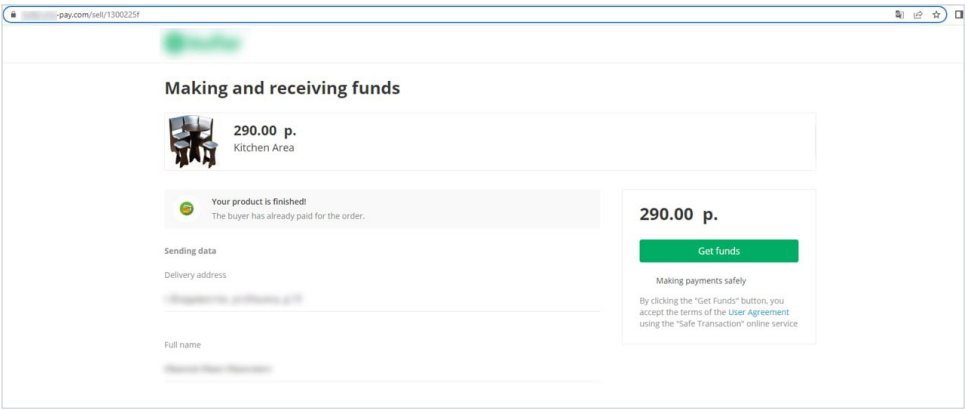 -pay.com/sell/1300225f
Making and receiving funds
290.00 р.
Kitchen Area
Your product is finished!
The buyer has already paid for the order.
290.00 р.
Get funds
Sending data
Delivery address
Making payments safely
By clicking the "Get Funds" button, you
accept the terms of the User Agreement
using the "Safe Transaction" online service
Full name